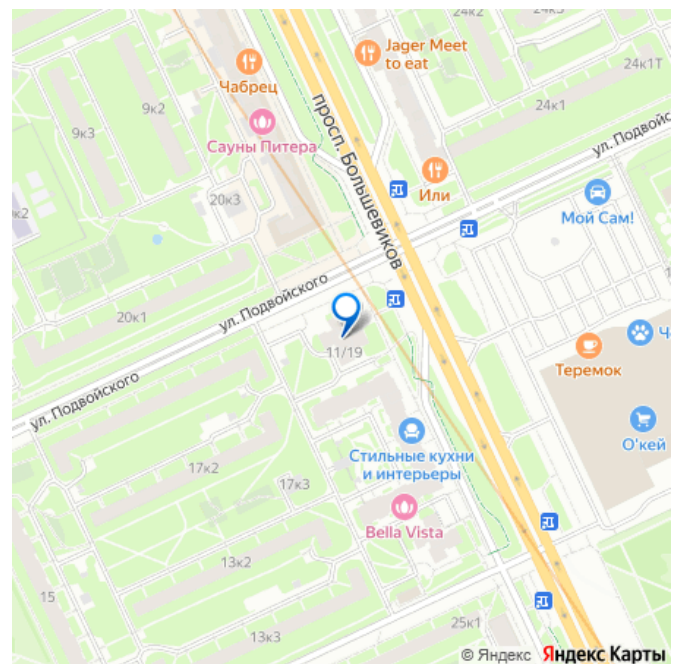 24к2
24к3
Jager Meet
to eat
24к1Т
Чабрец
9к2
24к1
просп. Большевиков
9к3
Сауны Питера
ул. Подвойс
Или
20к3
Мой Сам!
ул. Подвойского
20к1
11/19
Теремок
ул. Подвойского
О'кей
Стильные кухни
и интерьеры
17к2
17к3
Bella Vista
13к2
15
25к1
13к3
© Яндекс Яндекс Карты